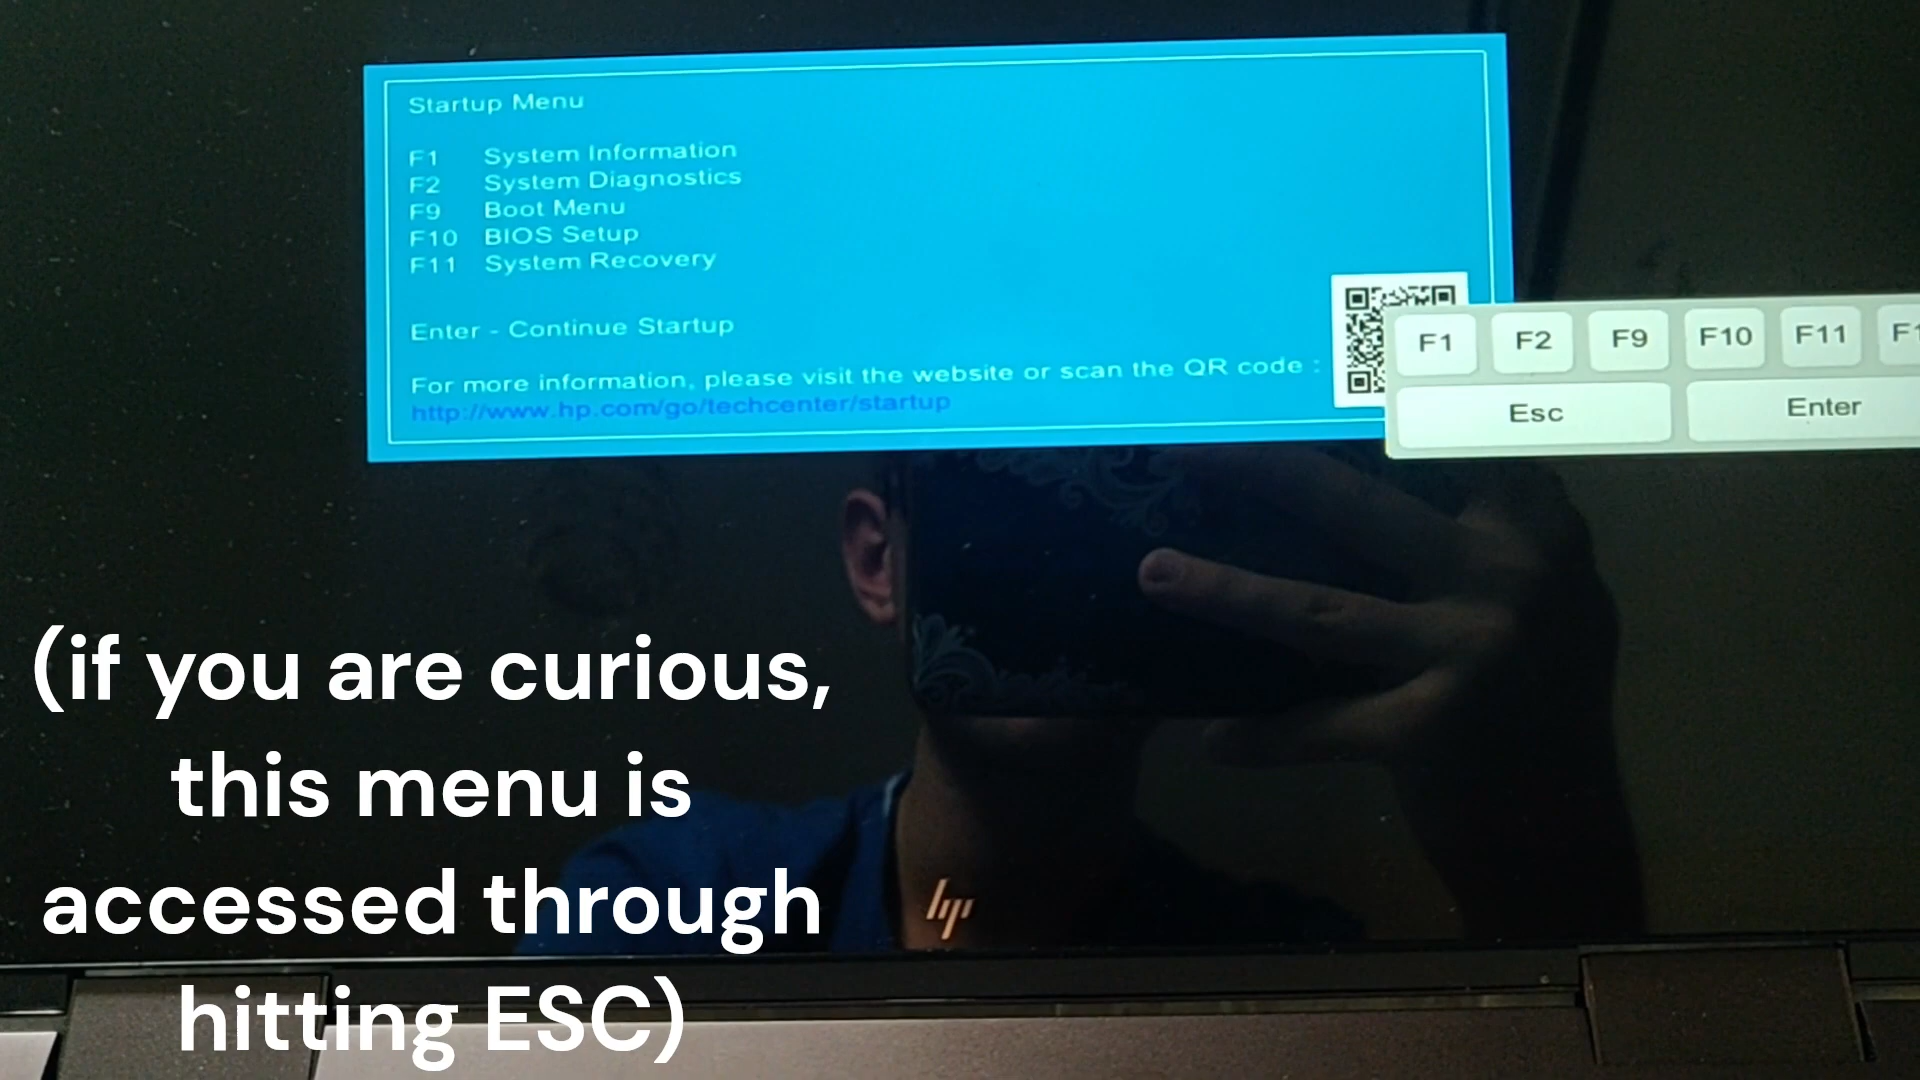 Startup Menu
F1 System Information
F2 System Diagnostics
F9 Boot Menu
F10 BIOS Setup
F11 System Recovery
Enter - Continue Startup
For more information, please visit the website or scan the QR code :
http://www.hp.com/go/techcenter/startup
F1 F2 F9 F10 F11
Esc Enter
(if you are curious,
this menu is
accessed through
hitting ESC)
hp